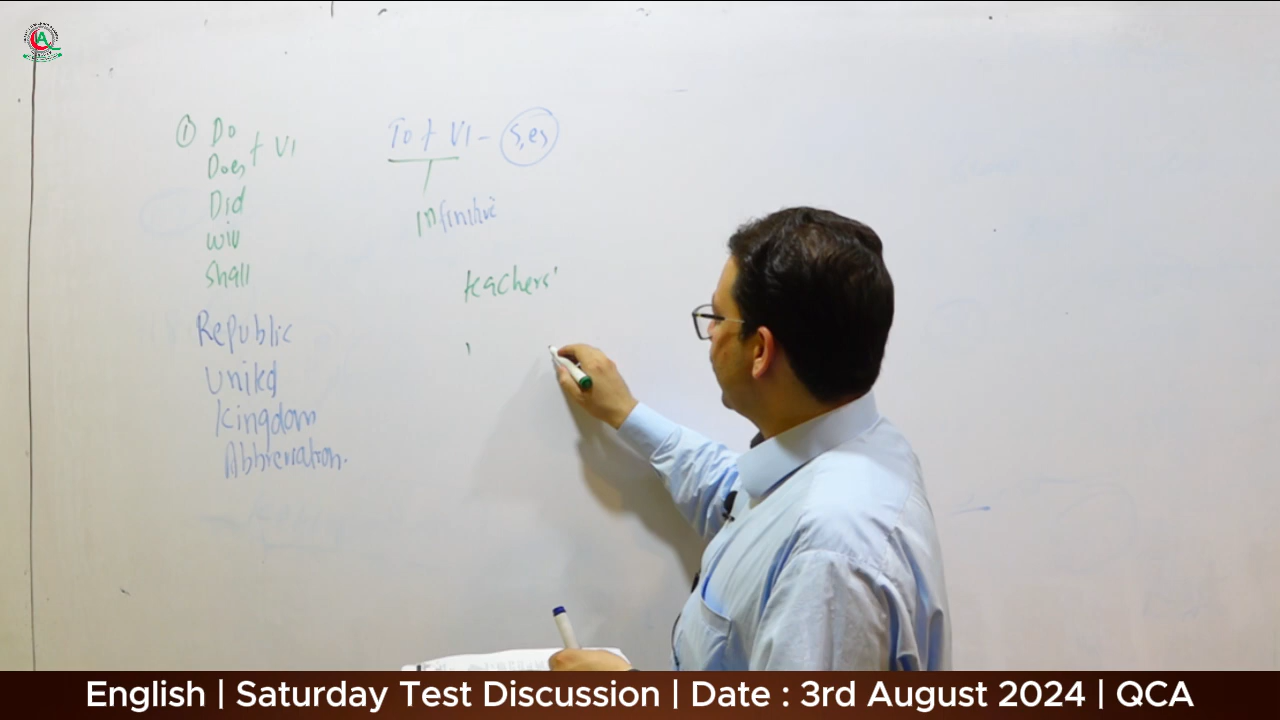 ① Do
Does + V1
Did
will
shall
To + V1 - s,es
infinitive
teachers'
Republic
United
Kingdom
Abbreviation.
English | Saturday Test Discussion | Date : 3rd August 2024 | QCA